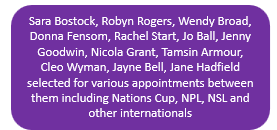 Sara Bostock, Robyn Rogers, Wendy Broad,
Donna Fensom, Rachel Start, Jo Ball, Jenny
Goodwin, Nicola Grant, Tamsin Armour,
Cleo Wyman, Jayne Bell, Jane Hadfield
selected for various appointments between
them including Nations Cup, NPL, NSL and
other internationals